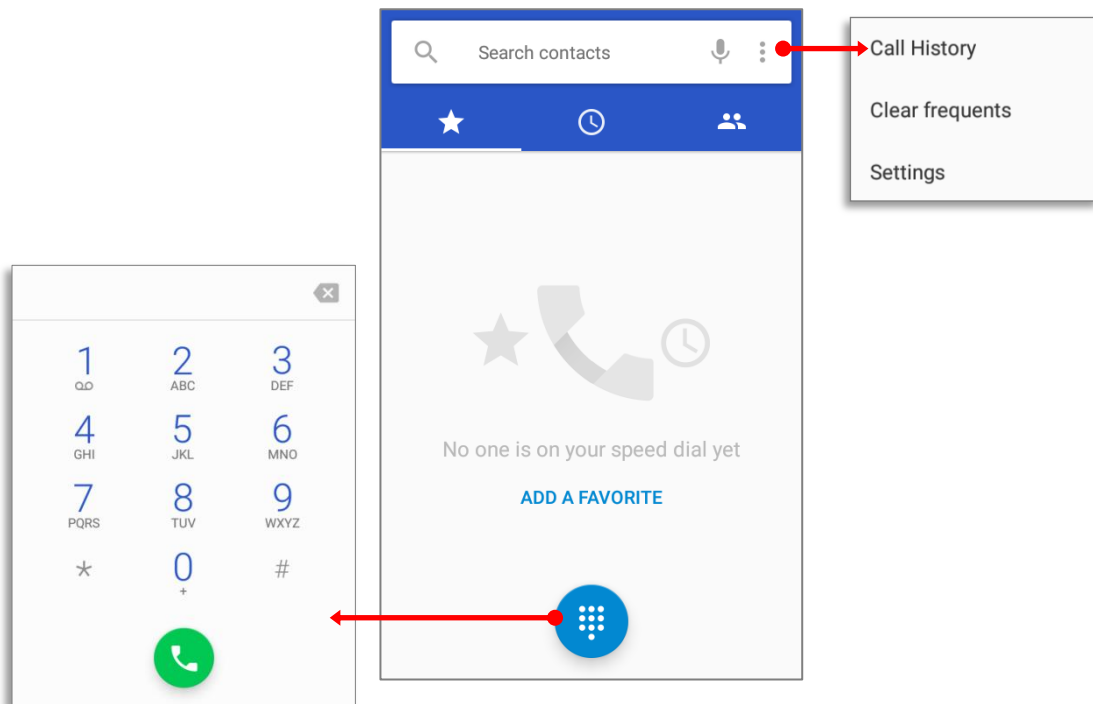 Search contacts
Call History
Clear frequents
Settings
No one is on your speed dial yet
ADD A FAVORITE
1 2 3
ABC DEF
4 5 6
GHI JKL MNO
7 8 9
PQRS TUV WXYZ
* 0 #
+